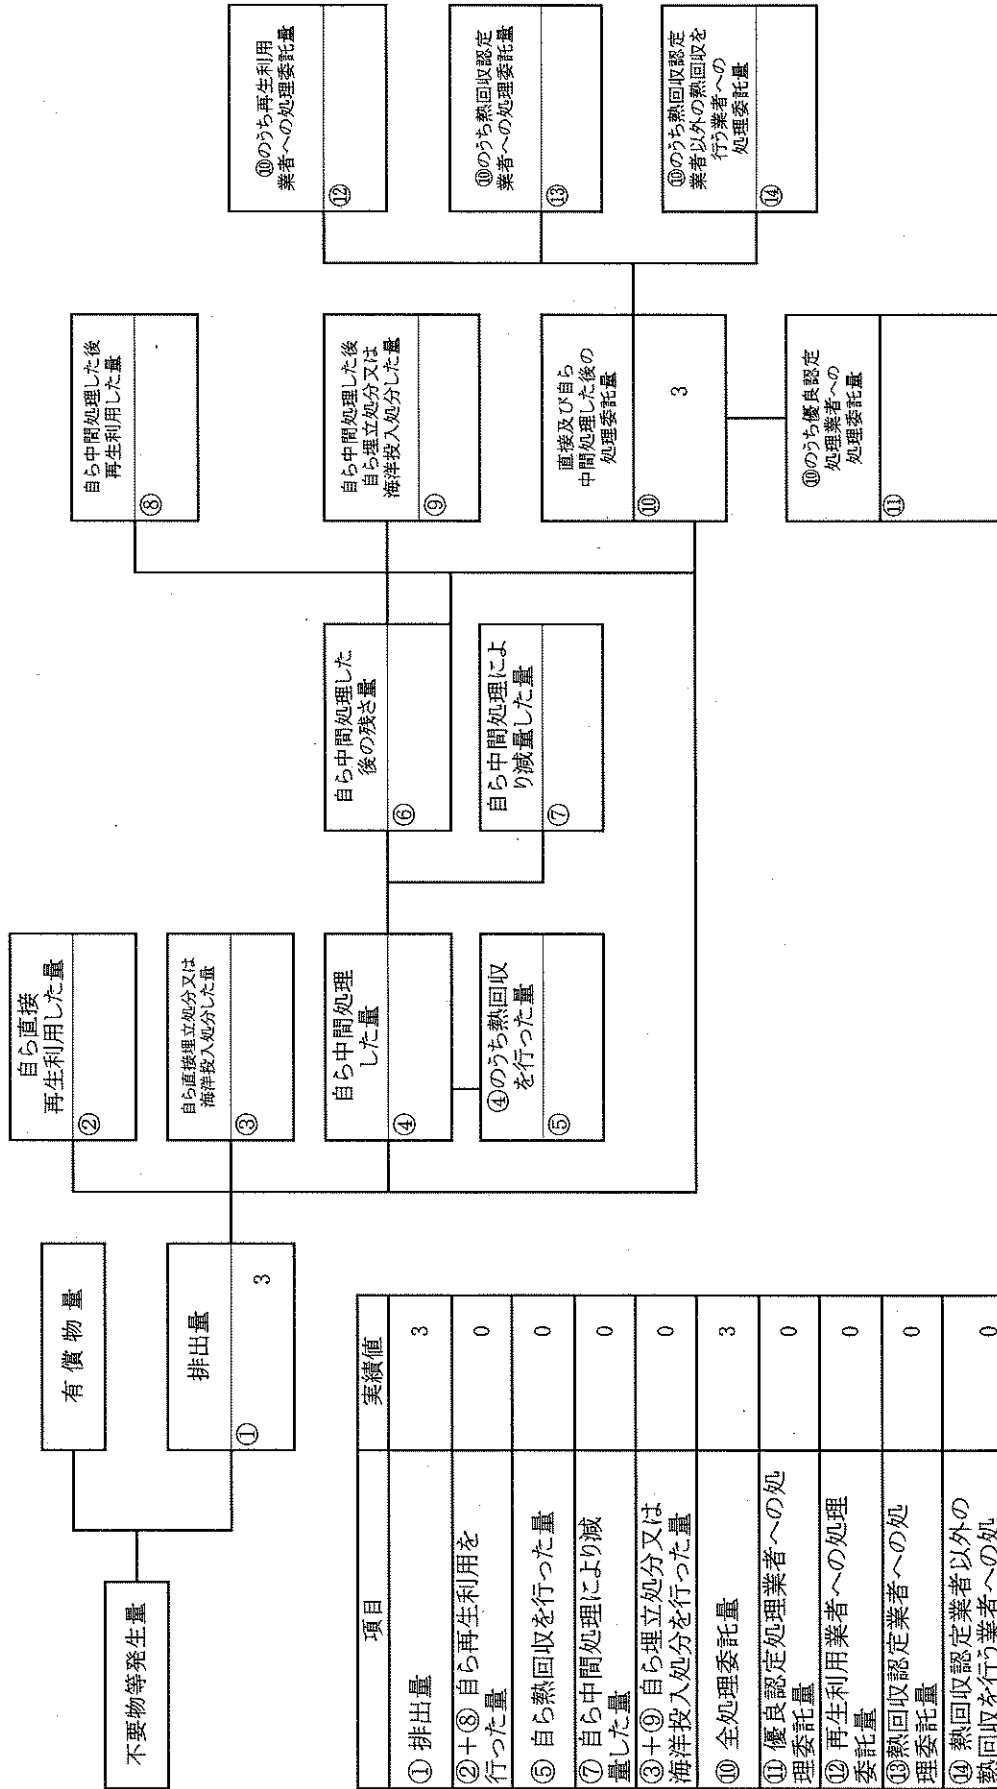 不要物等発生量
有償物量
排出量
①
3
自ら直接
再生利用した量
②
自ら直接埋立処分又は
海洋投入処分した量
③
自ら中間処理
した量
④
④のうち熱回収
を行った量
⑤
自ら中間処理した
後の残さ量
⑥
自ら中間処理によ
り減量した量
⑦
自ら中間処理した後
再生利用した量
⑧
自ら中間処理した後
自ら埋立処分又は
海洋投入処分した量
⑨
直接及び自ら
中間処理した後の
処理委託量
⑩
3
⑩のうち優良認定
処理業者への
処理委託量
⑪
⑩のうち再生利用
業者への処理委託量
⑫
⑩のうち熱回収認定
業者への処理委託量
⑬
⑩のうち熱回収認定
業者以外の熱回収を
行う業者への
処理委託量
⑭
項目 実績値
① 排出量 3
②+⑧ 自ら再生利用を
行った量 0
⑤ 自ら熱回収を行った量 0
⑦ 自ら中間処理により減
量した量 0
③+⑨ 自ら埋立処分又は
海洋投入処分を行った量 0
⑩ 全処理委託量 3
⑪ 優良認定処理業者への処
理委託量 0
⑫ 再生利用業者への処理
委託量 0
⑬熱回収認定業者への処
理委託量 0
⑭ 熱回収認定業者以外の
熱回収を行う業者への処 0